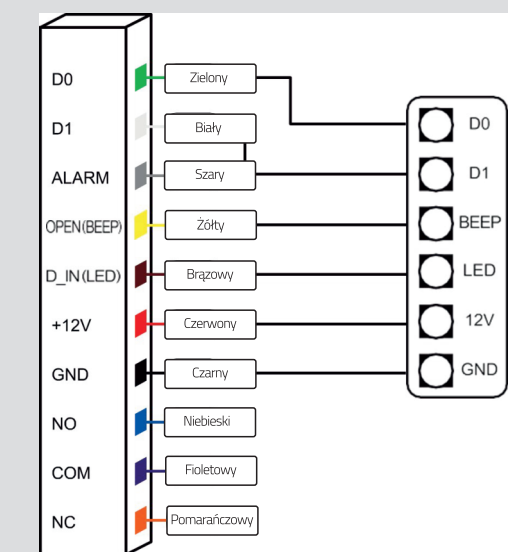 D0 Zielony D0
D1 Biały
ALARM Szary D1
OPEN(BEEP) Żółty BEEP
D_IN(LED) Brązowy LED
+12V Czerwony 12V
GND Czarny GND
NO Niebieski
COM Fioletowy
NC Pomarańczowy